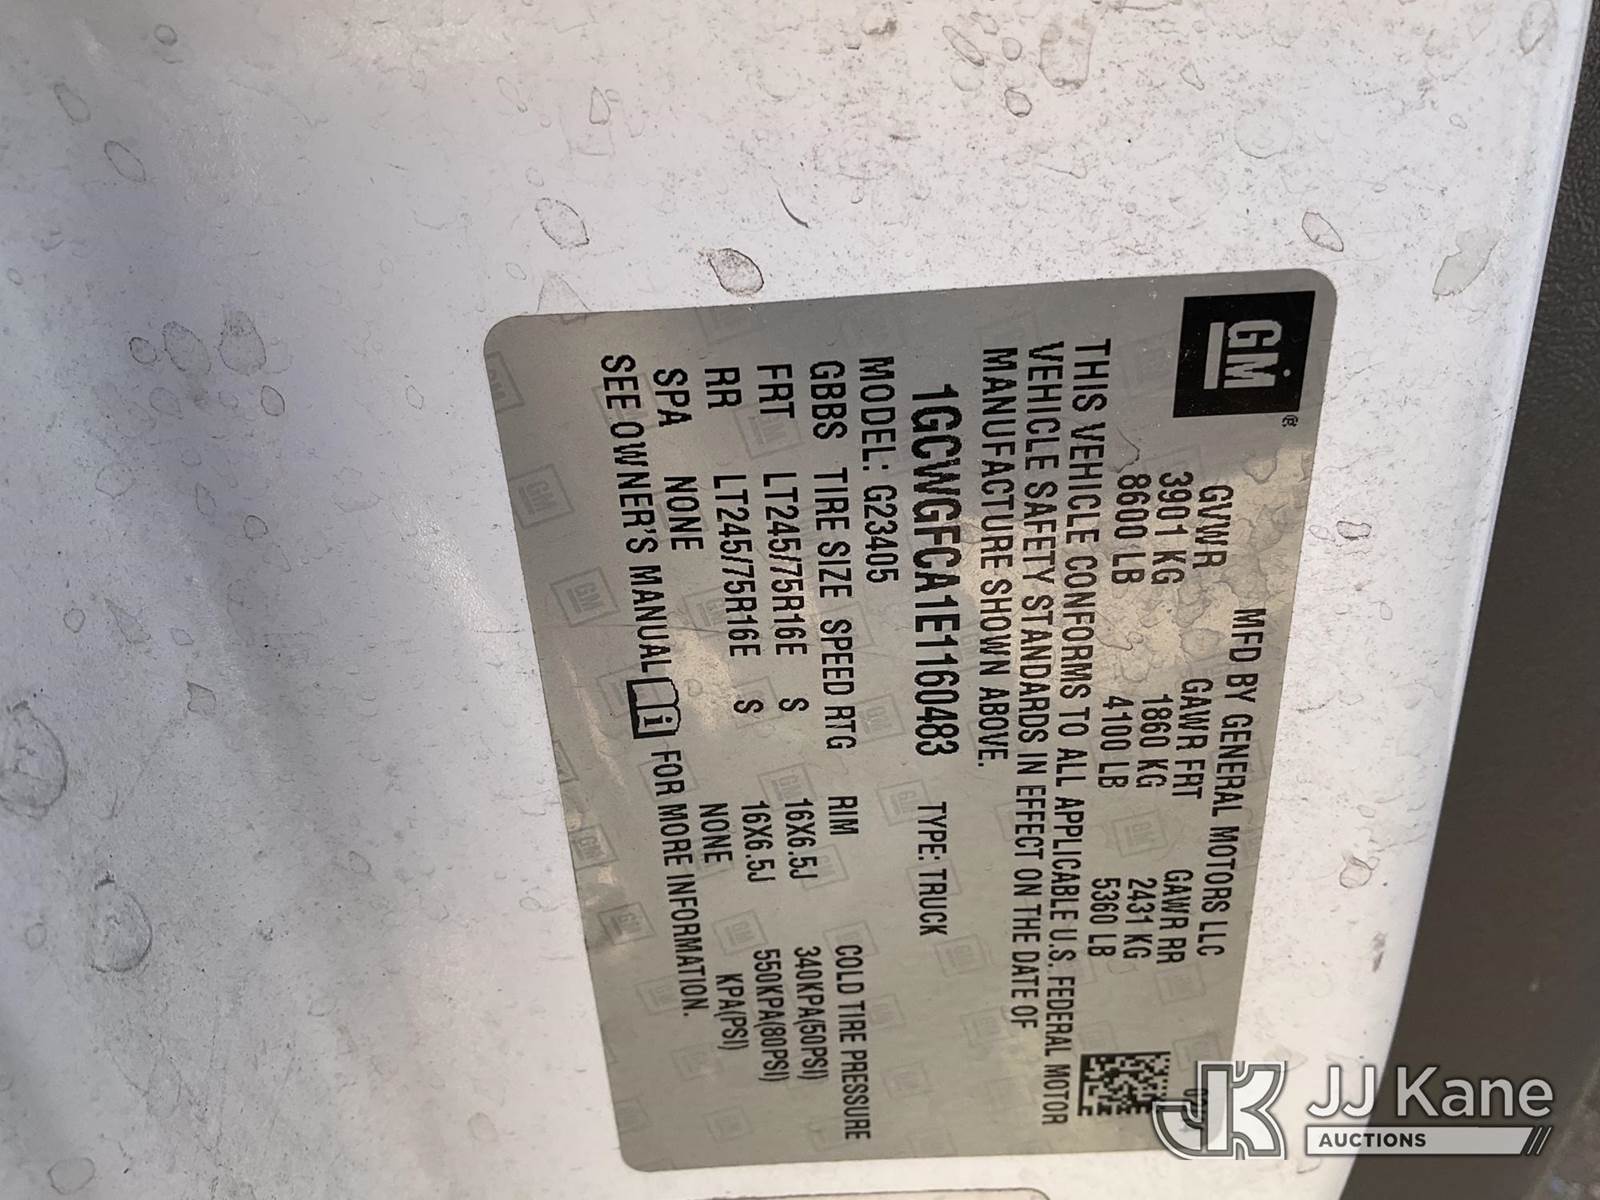 GM
MFD BY GENERAL MOTORS LLC
GVWR GAWR FRT GAWR RR
3901 KG 1860 KG 2431 KG
8600 LB 4100 LB 5360 LB
THIS VEHICLE CONFORMS TO ALL APPLICABLE U.S. FEDERAL MOTOR
VEHICLE SAFETY STANDARDS IN EFFECT ON THE DATE OF
MANUFACTURE SHOWN ABOVE.
1GCWGFCA1E1160483 TYPE: TRUCK
MODEL: G23405
GBBS TIRE SIZE SPEED RTG RIM COLD TIRE PRESSURE
FRT LT245/75R16E S 16X6.5J 340KPA(50PSI)
RR LT245/75R16E S 16X6.5J 550KPA(80PSI)
SPA NONE NONE KPA(PSI)
SEE OWNER'S MANUAL i FOR MORE INFORMATION.
JK JJ Kane
AUCTIONS